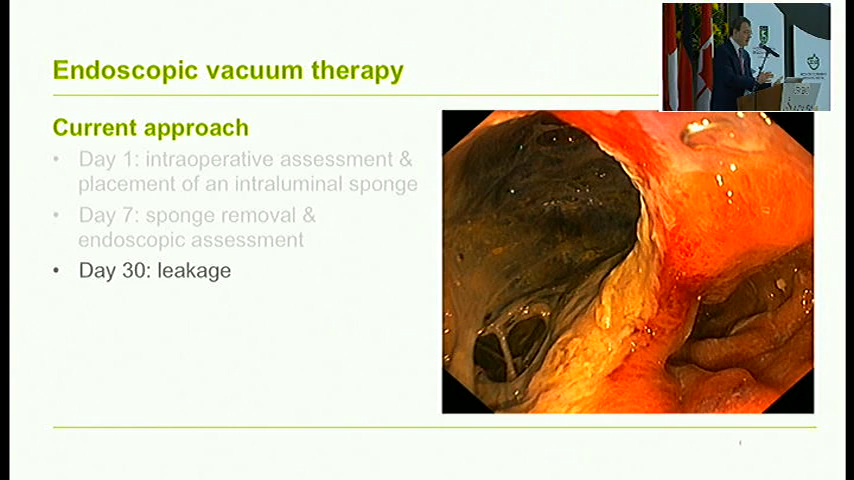 Endoscopic vacuum therapy
Current approach
• Day 1: intraoperative assessment &
placement of an intraluminal sponge
• Day 7: sponge removal &
endoscopic assessment
• Day 30: leakage